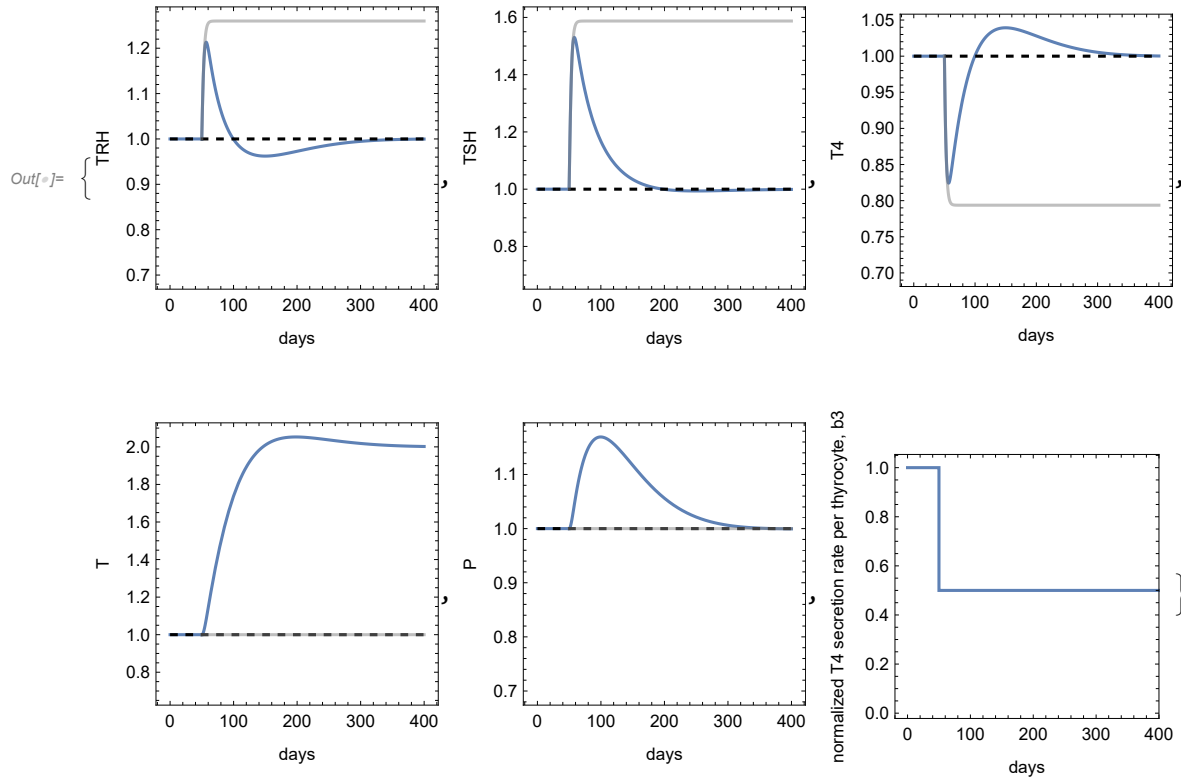 Out[•]=
{
TRH
1.2
1.1
1.0
0.9
0.8
0.7
0 100 200 300 400
days
,
TSH
1.6
1.4
1.2
1.0
0.8
0 100 200 300 400
days
,
T4
1.05
1.00
0.95
0.90
0.85
0.80
0.75
0.70
0 100 200 300 400
days
,
T
2.0
1.8
1.6
1.4
1.2
1.0
0.8
0 100 200 300 400
days
,
P
1.1
1.0
0.9
0.8
0.7
0 100 200 300 400
days
,
normalized T4 secretion rate per thyrocyte, b3
1.0
0.8
0.6
0.4
0.2
0.0
0 100 200 300 400
days
}